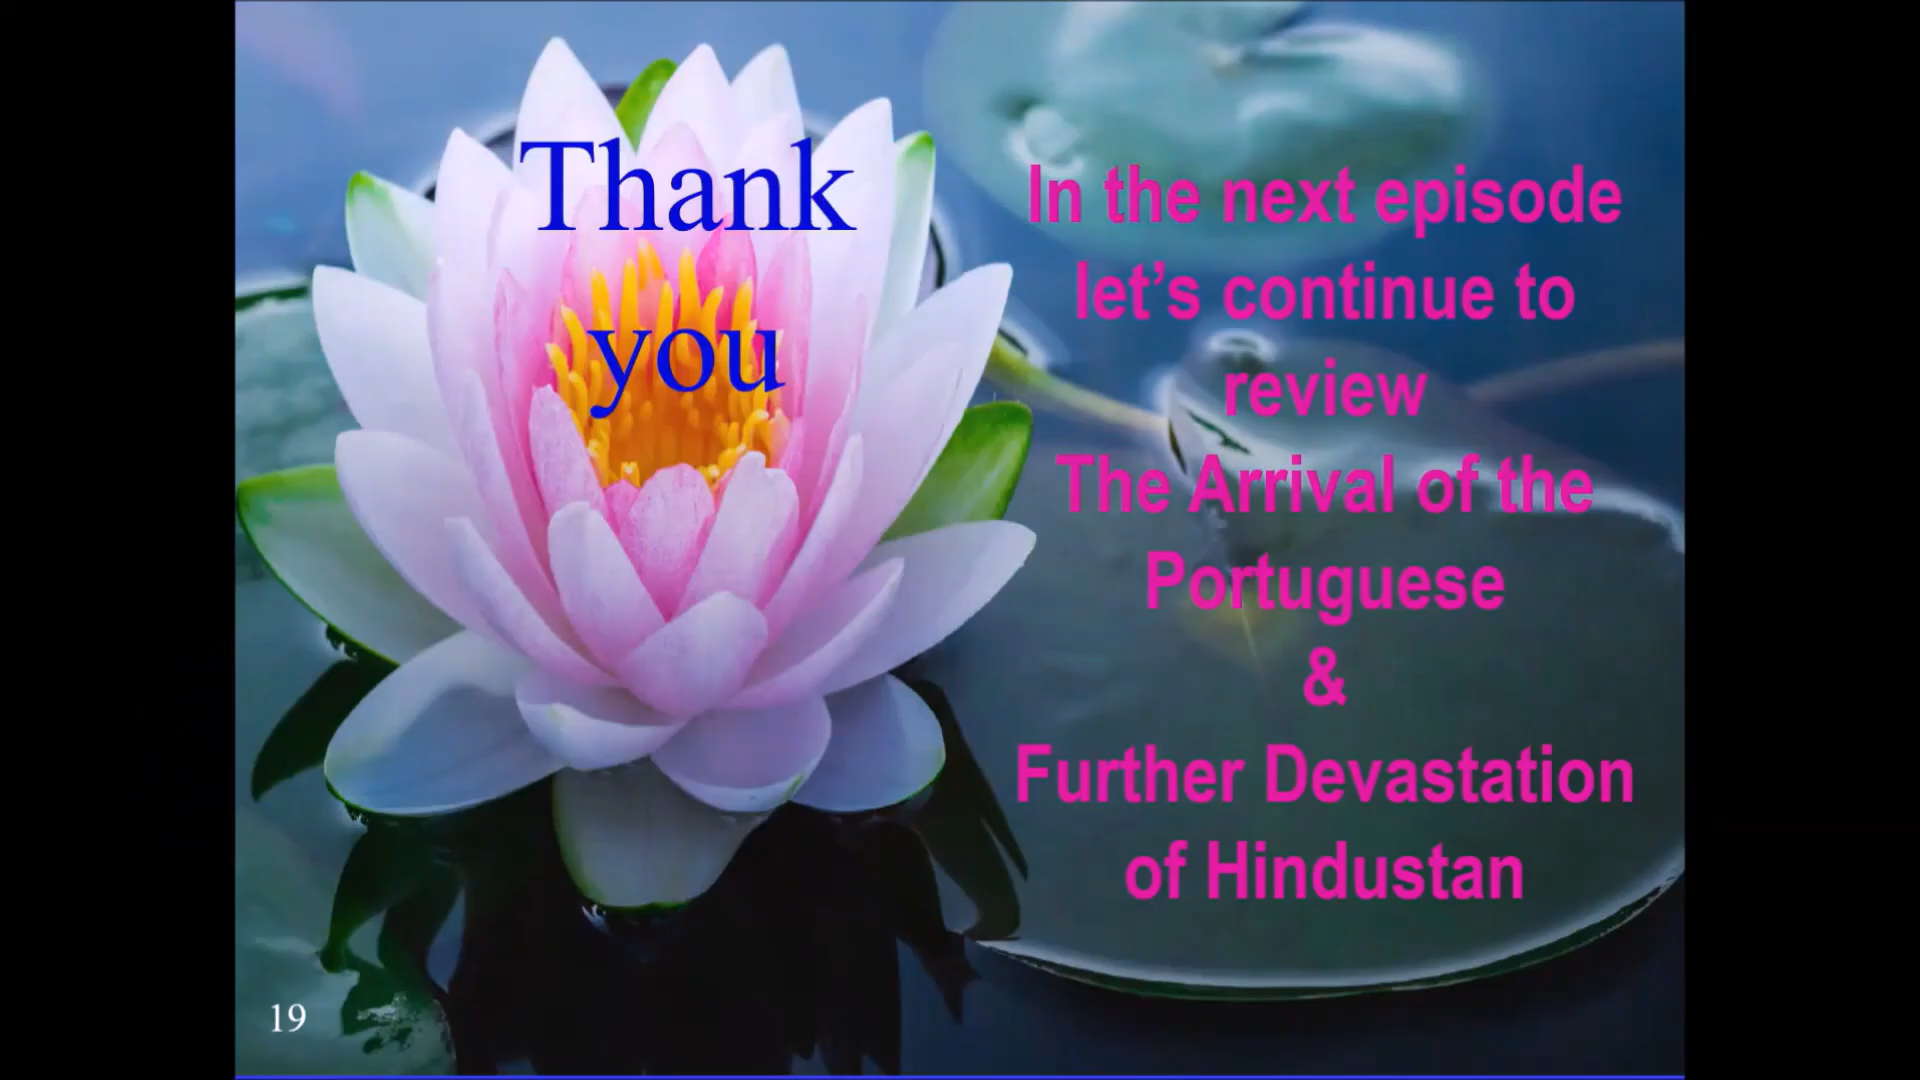 Thank
you
In the next episode
let’s continue to
review
The Arrival of the
Portuguese
&
Further Devastation
of Hindustan
19